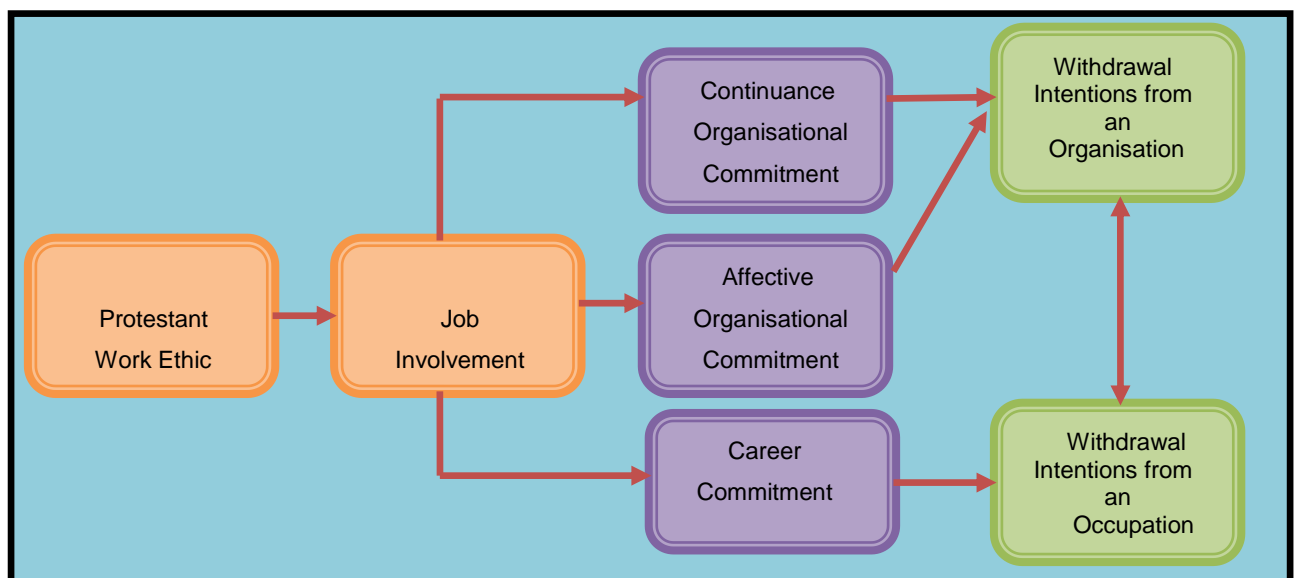 Protestant
Work Ethic
Job
Involvement
Continuance
Organisational
Commitment
Affective
Organisational
Commitment
Career
Commitment
Withdrawal
Intentions from
an
Organisation
Withdrawal
Intentions from
an
Occupation